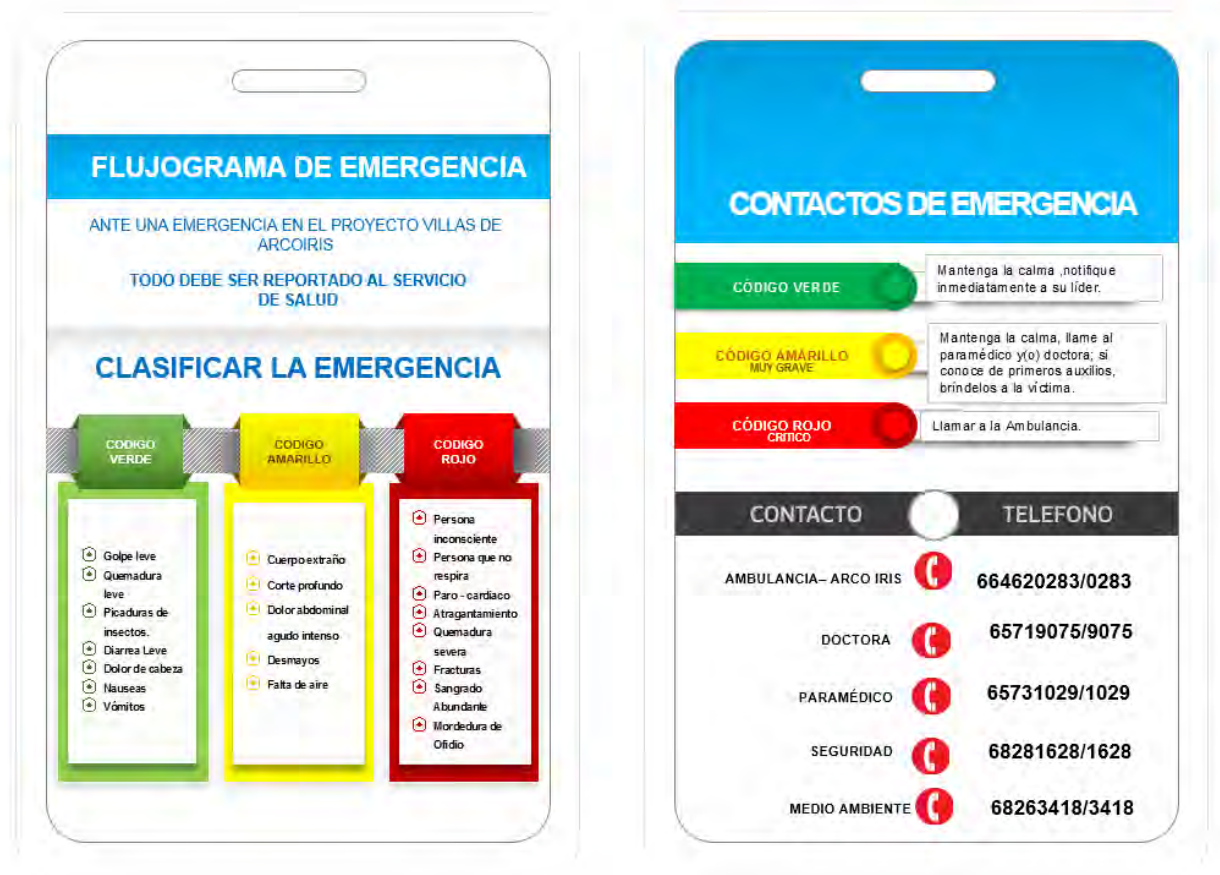 FLUJOGRAMA DE EMERGENCIA
ANTE UNA EMERGENCIA EN EL PROYECTO VILLAS DE
ARCOIRIS
TODO DEBE SER REPORTADO AL SERVICIO
DE SALUD
CLASIFICAR LA EMERGENCIA
CODIGO
VERDE
Golpe leve
Quemadura
leve
Picaduras de
insectos.
Diarrea Leve
Dolor de cabeza
Nauseas
Vómitos
CODIGO
AMARILLO
Cuerpo extraño
Corte profundo
Dolor abdominal
agudo intenso
Desmayos
Falta de aire
CODIGO
ROJO
Persona
inconsciente
Persona que no
respira
Paro - cardiaco
Atragantamiento
Quemadura
severa
Fracturas
Sangrado
Abundante
Mordedura de
Ofidio
CONTACTOS DE EMERGENCIA
CÓDIGO VERDE
Mantenga la calma ,notifique
inmediatamente a su líder.
CÓDIGO AMÁRILLO
MUY GRAVE
Mantenga la calma, llame al
paramédico y(o) doctora; si
conoce de primeros auxilios,
bríndelos a la víctima.
CÓDIGO ROJO
CRITICO
Llamar a la Ambulancia.
CONTACTO TELEFONO
AMBULANCIA– ARCO IRIS 664620283/0283
DOCTORA 65719075/9075
PARAMÉDICO 65731029/1029
SEGURIDAD 68281628/1628
MEDIO AMBIENTE 68263418/3418